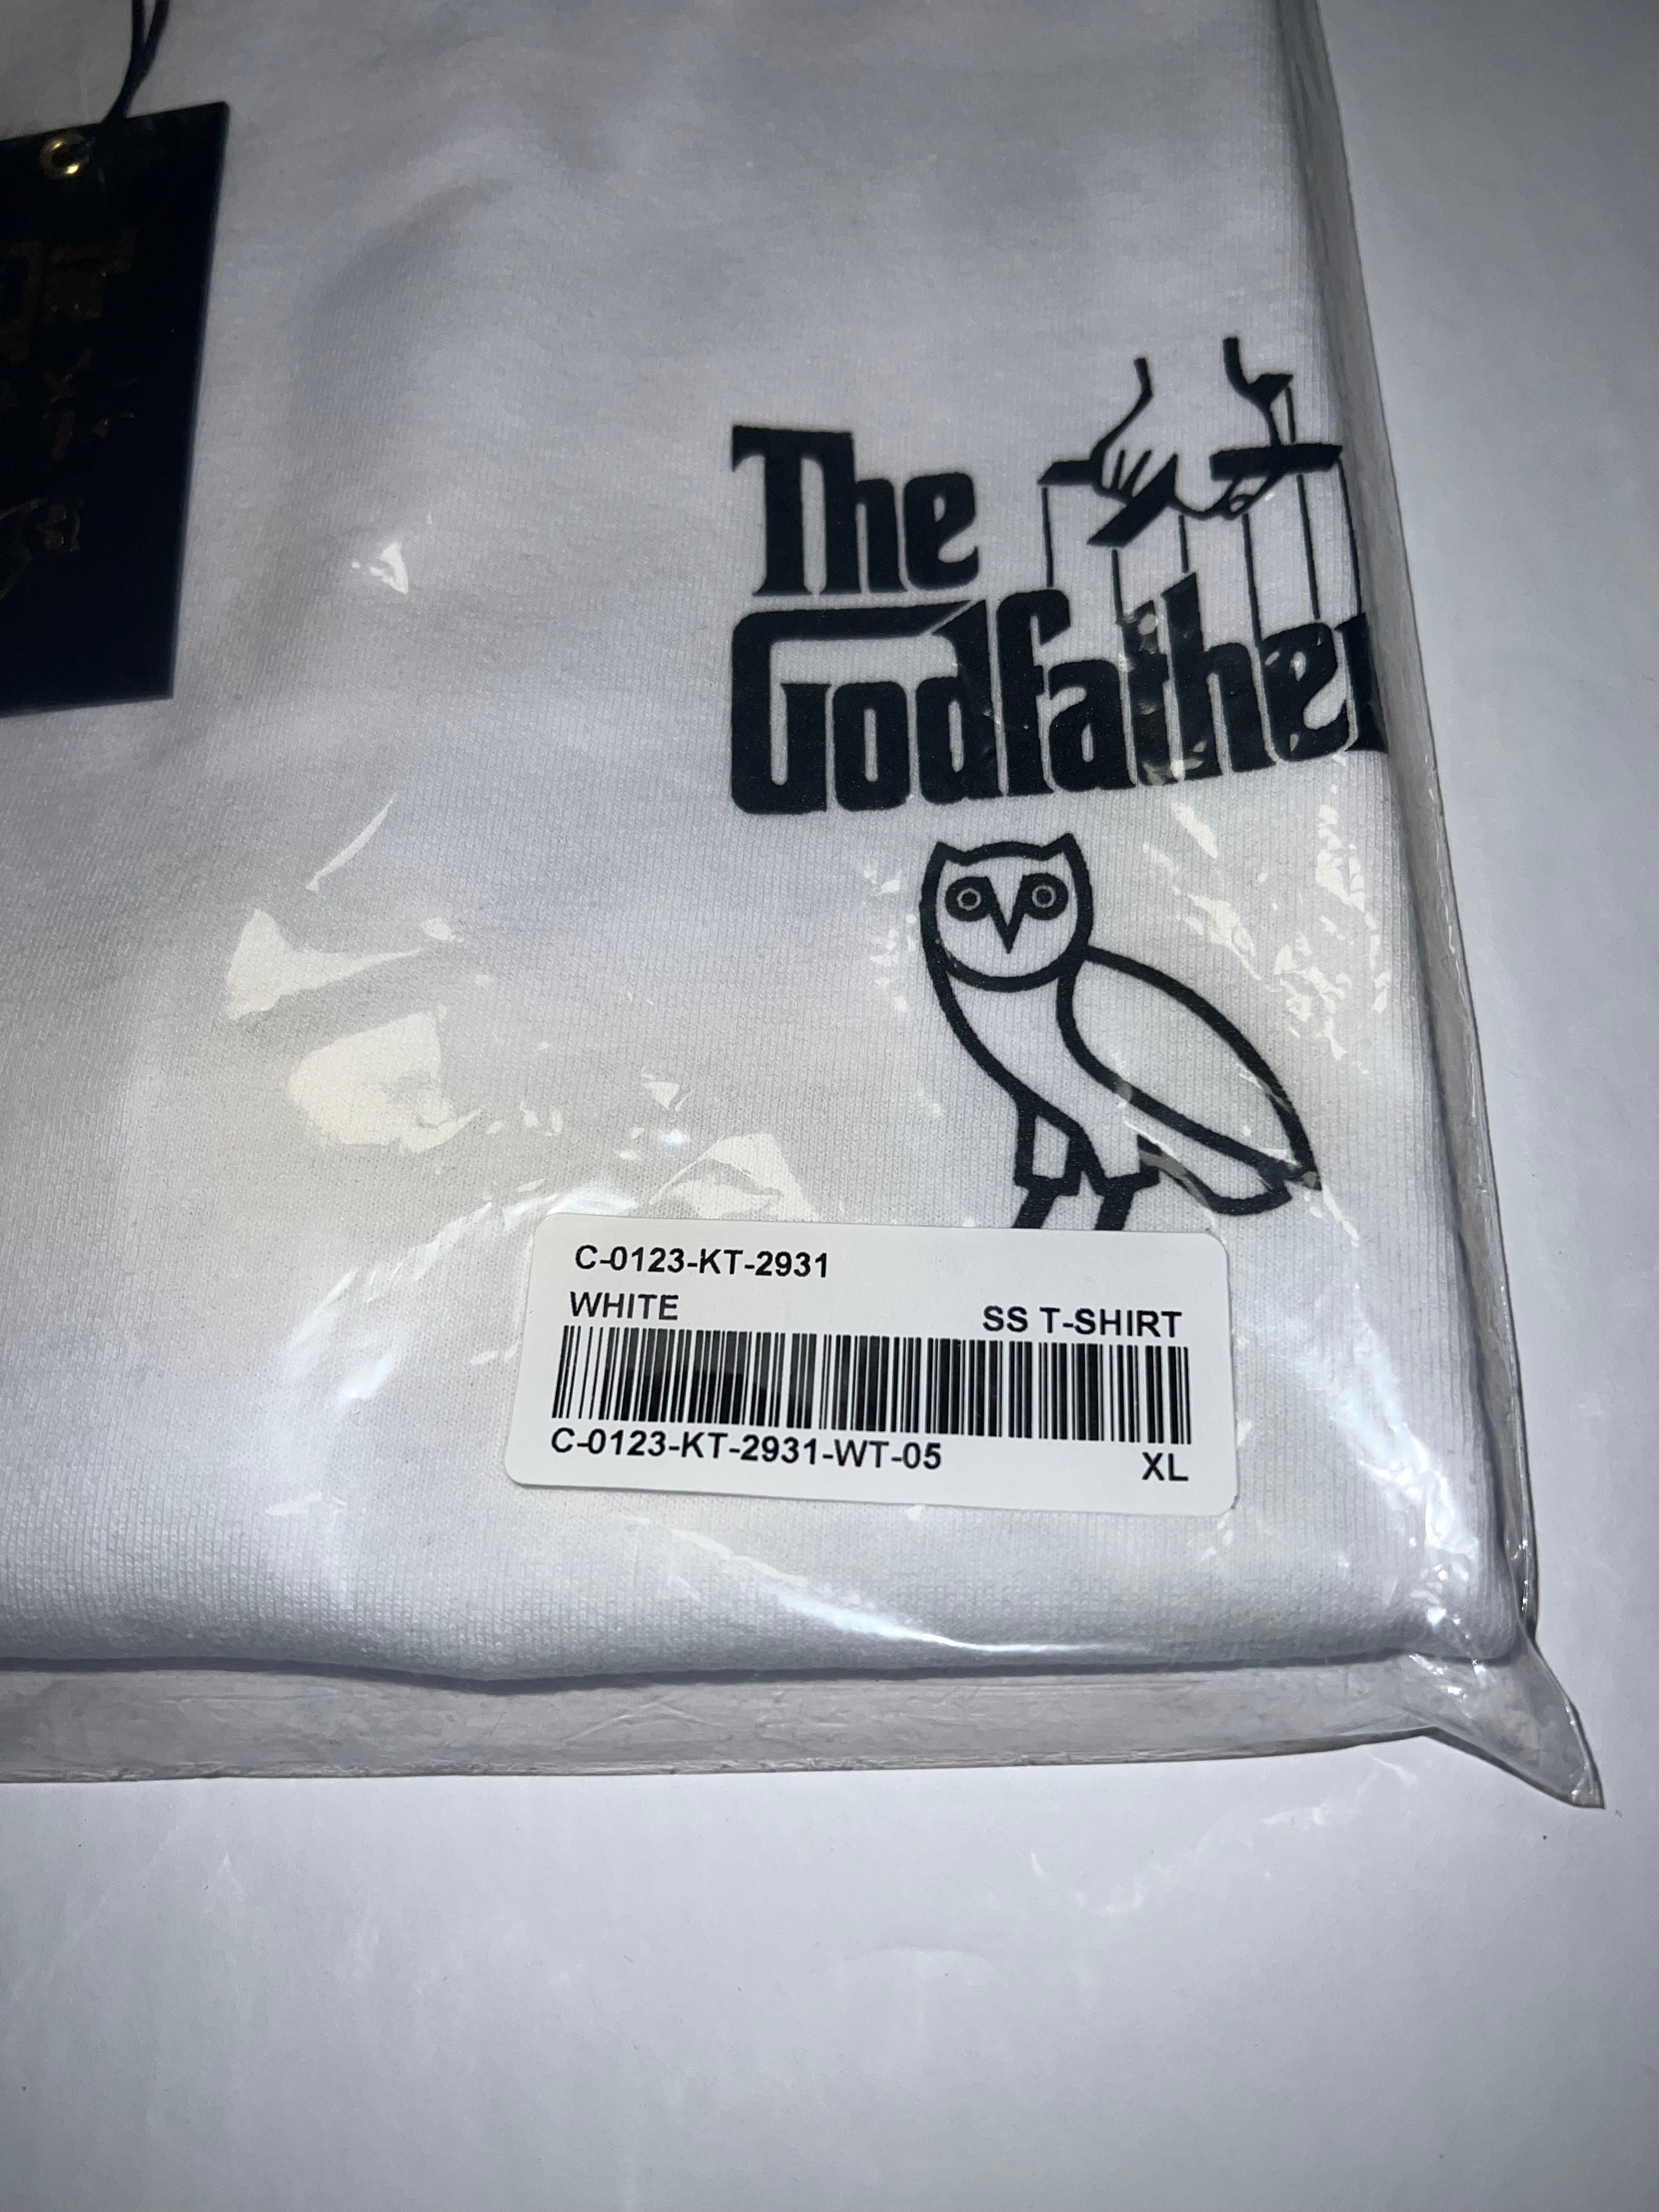 The
Godfather
C-0123-KT-2931
WHITE
SS T-SHIRT
C-0123-KT-2931-WT-05
XL